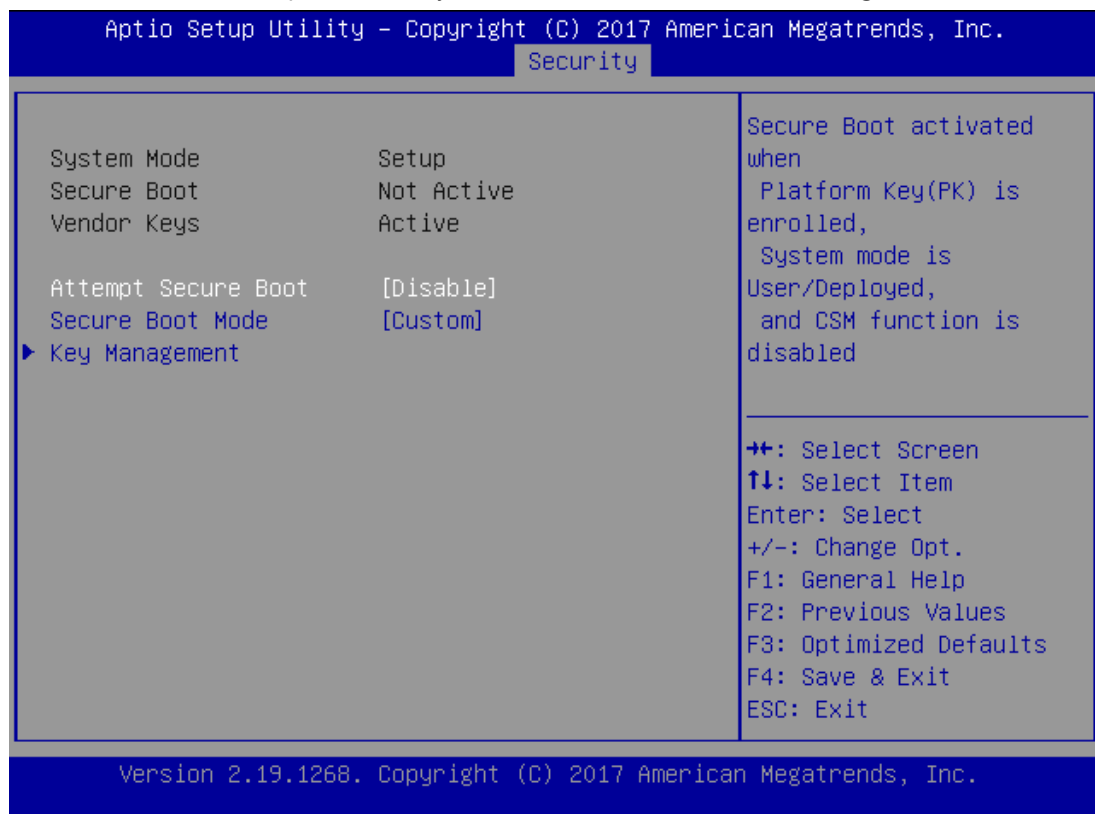 Aptio Setup Utility – Copyright (C) 2017 American Megatrends, Inc.
Security
System Mode Setup
Secure Boot Not Active
Vendor Keys Active
Attempt Secure Boot [Disable]
Secure Boot Mode [Custom]
▶ Key Management
Secure Boot activated
when
Platform Key(PK) is
enrolled,
System mode is
User/Deployed,
and CSM function is
disabled
→←: Select Screen
↑↓: Select Item
Enter: Select
+/-: Change Opt.
F1: General Help
F2: Previous Values
F3: Optimized Defaults
F4: Save & Exit
ESC: Exit
Version 2.19.1268. Copyright (C) 2017 American Megatrends, Inc.